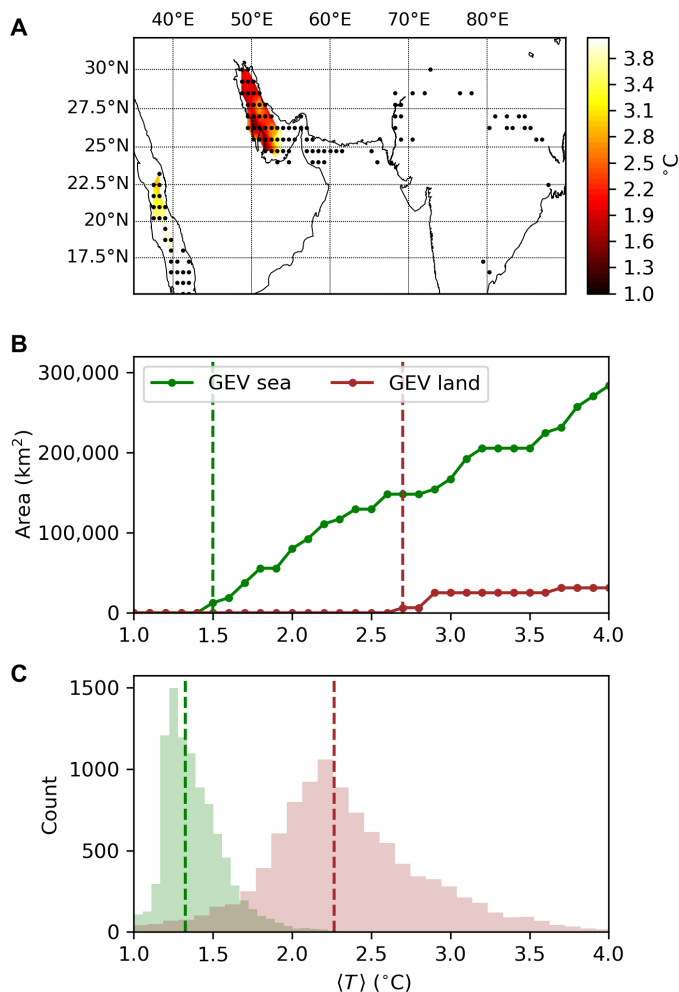 A
40°E 50°E 60°E 70°E 80°E
30°N
27.5°N
25°N
22.5°N
20°N
17.5°N
3.8
3.5
3.2
2.9
2.6
2.2
1.9
1.6
1.3
1.0
°C
B
300,000
200,000
100,000
0
Area (km²)
GEV sea GEV land
1.0 1.5 2.0 2.5 3.0 3.5 4.0
C
1500
1000
500
0
Count
1.0 1.5 2.0 2.5 3.0 3.5 4.0
⟨T⟩ (°C)